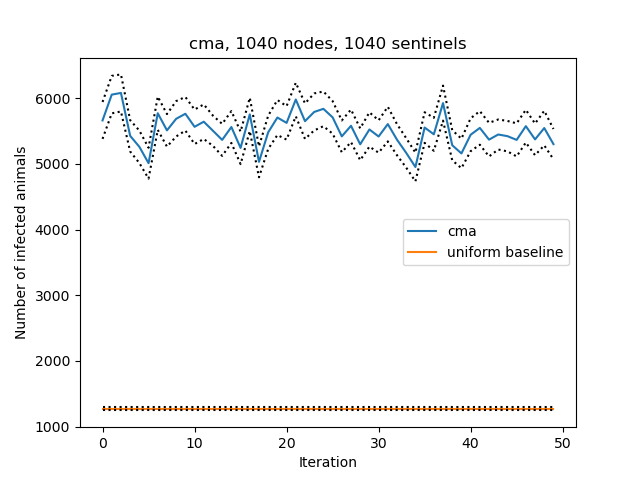 cma, 1040 nodes, 1040 sentinels
Number of infected animals
6000
5000
4000
3000
2000
1000
cma
uniform baseline
0 10 20 30 40 50
Iteration